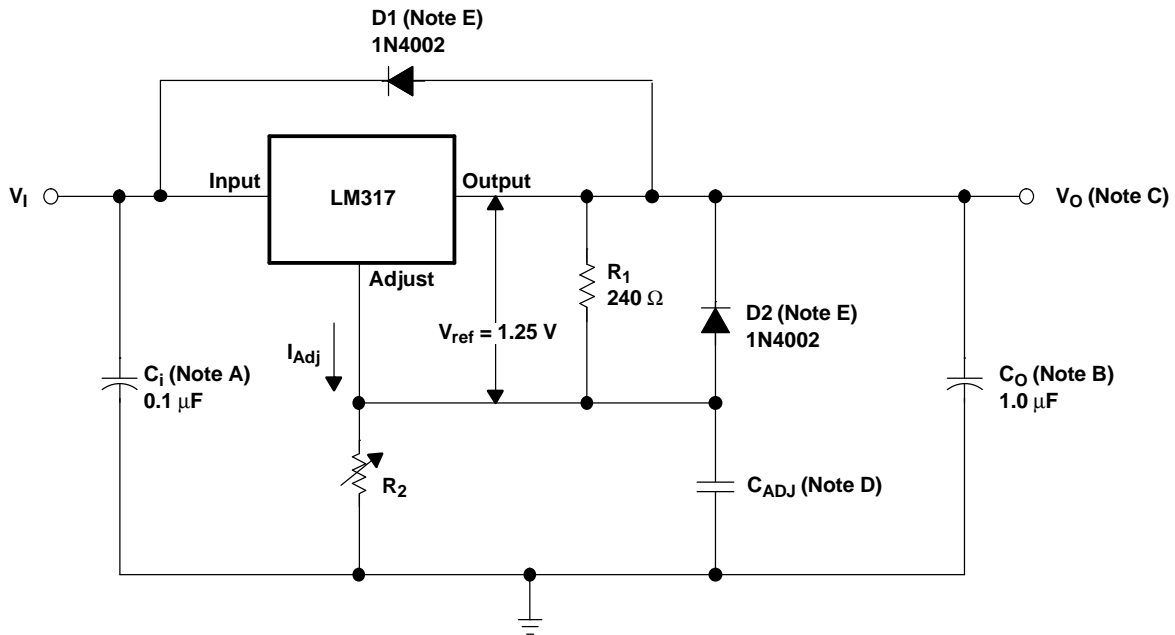 D1 (Note E)
1N4002
Input
LM317
Output
VI
VO (Note C)
Adjust
R1
240 Ω
D2 (Note E)
1N4002
Vref = 1.25 V
IAdj
Ci (Note A)
0.1 μF
CO (Note B)
1.0 μF
R2
CADJ (Note D)